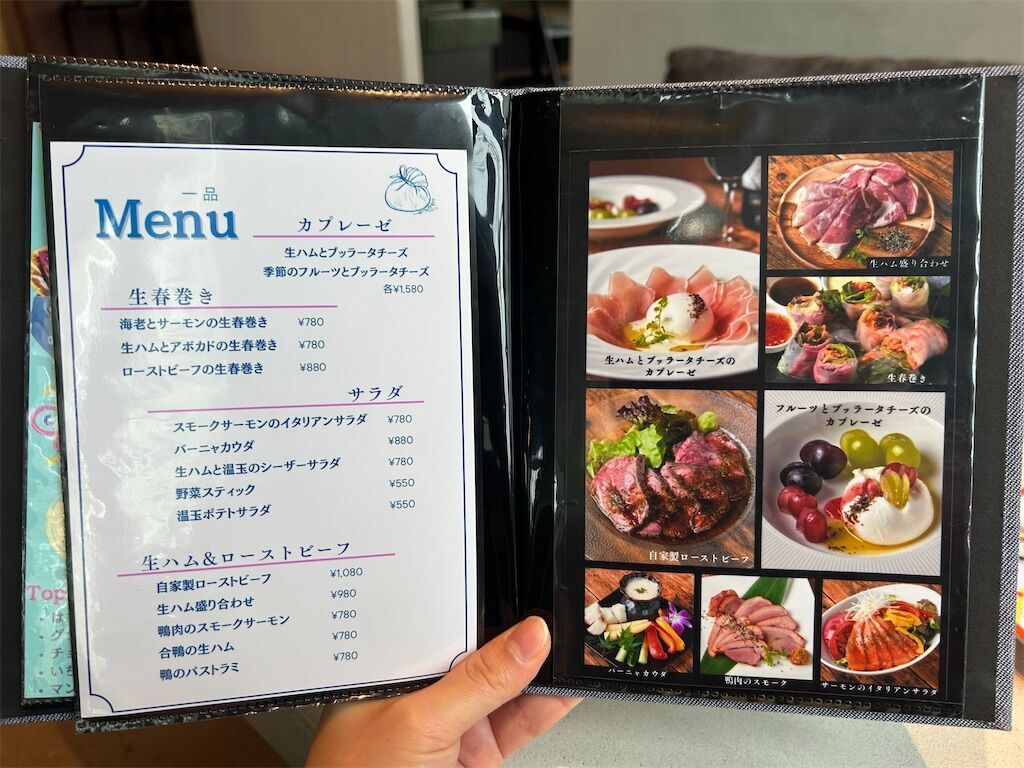 一品
Menu
カプレーゼ
生ハムとブッラータチーズ
季節のフルーツとブッラータチーズ
各¥1,580
生春巻き
海老とサーモンの生春巻き ¥780
生ハムとアボカドの生春巻き ¥780
ローストビーフの生春巻き ¥880
サラダ
スモークサーモンのイタリアンサラダ ¥780
バーニャカウダ ¥880
生ハムと温玉のシーザーサラダ ¥780
野菜スティック ¥550
温玉ポテトサラダ ¥550
生ハム&ローストビーフ
自家製ローストビーフ ¥1,080
生ハム盛り合わせ ¥980
鴨肉のスモークサーモン ¥780
合鴨の生ハム ¥780
鴨のパストラミ ¥780
Top
生ハム盛り合わせ
生ハムとブッラータチーズの
カプレーゼ
生春巻き
フルーツとブッラータチーズの
カプレーゼ
自家製ローストビーフ
バーニャカウダ
鴨肉のスモーク
サーモンのイタリアンサラダ